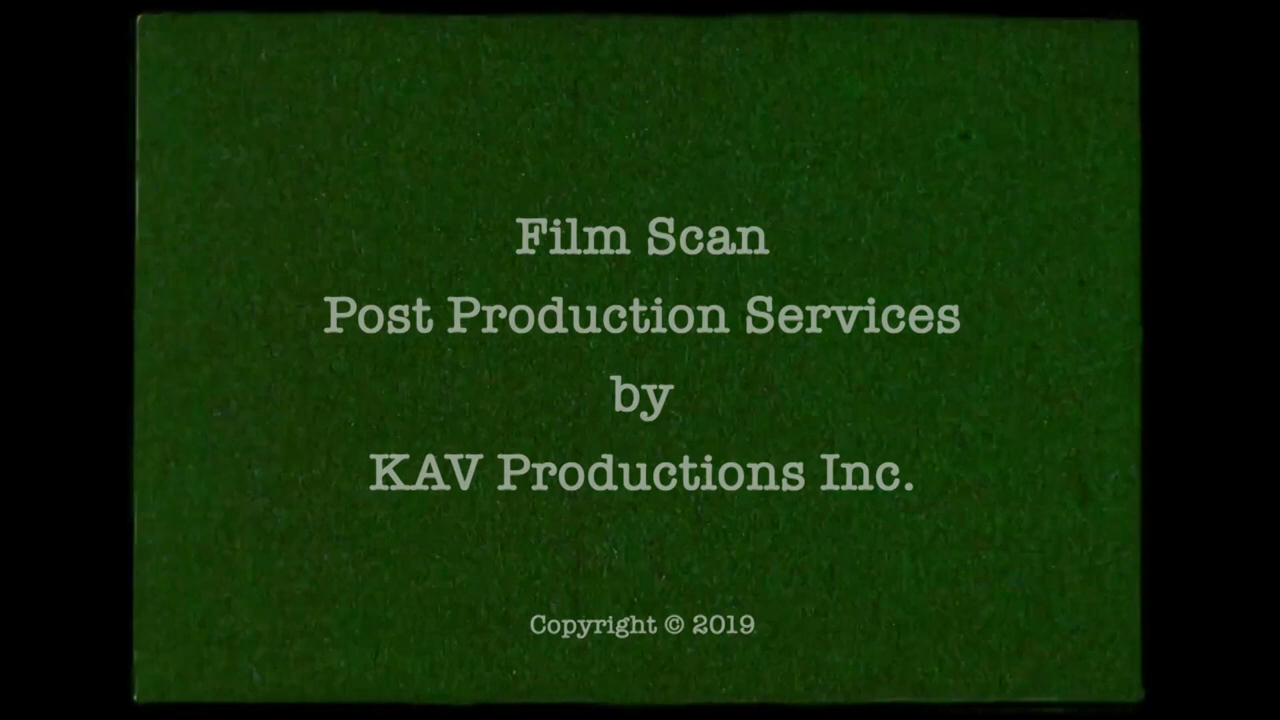 Film Scan
Post Production Services
by
KAV Productions Inc.
Copyright © 2019